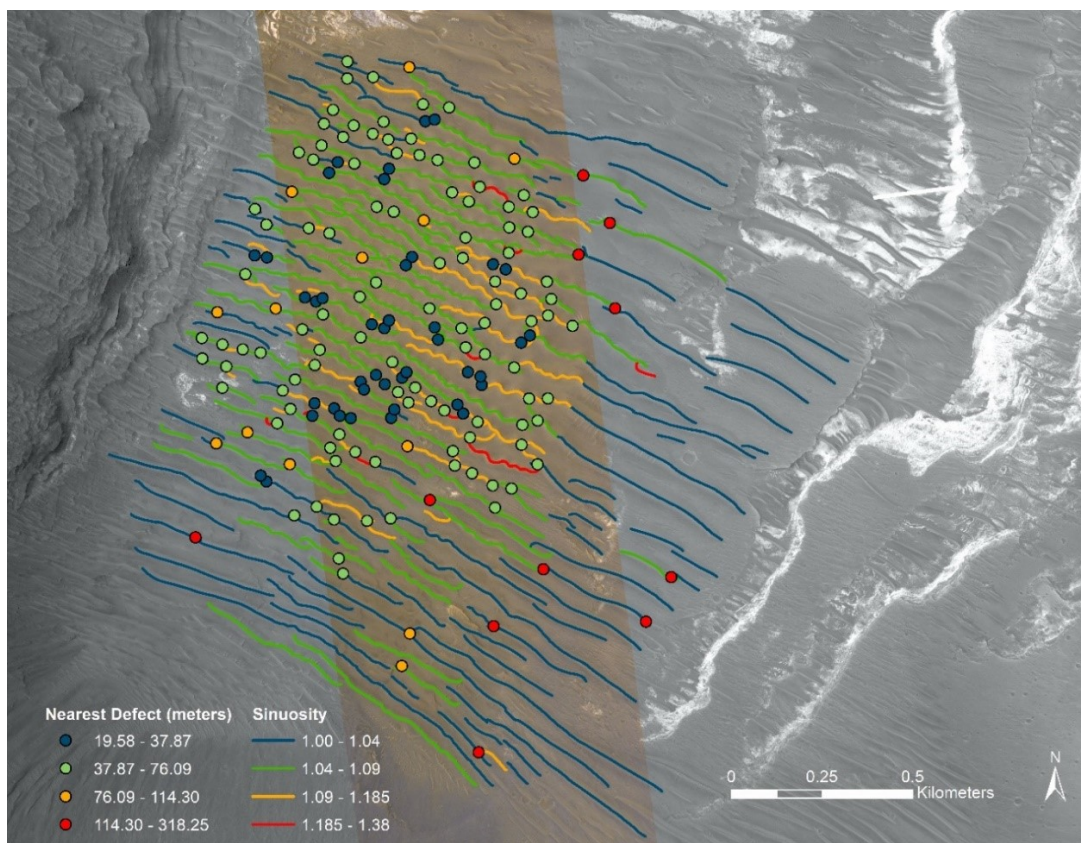 Nearest Defect (meters) Sinuosity
19.58 - 37.87 1.00 - 1.04
37.87 - 76.09 1.04 - 1.09
76.09 - 114.30 1.09 - 1.185
114.30 - 318.25 1.185 - 1.38
N
0 0.25 0.5
Kilometers